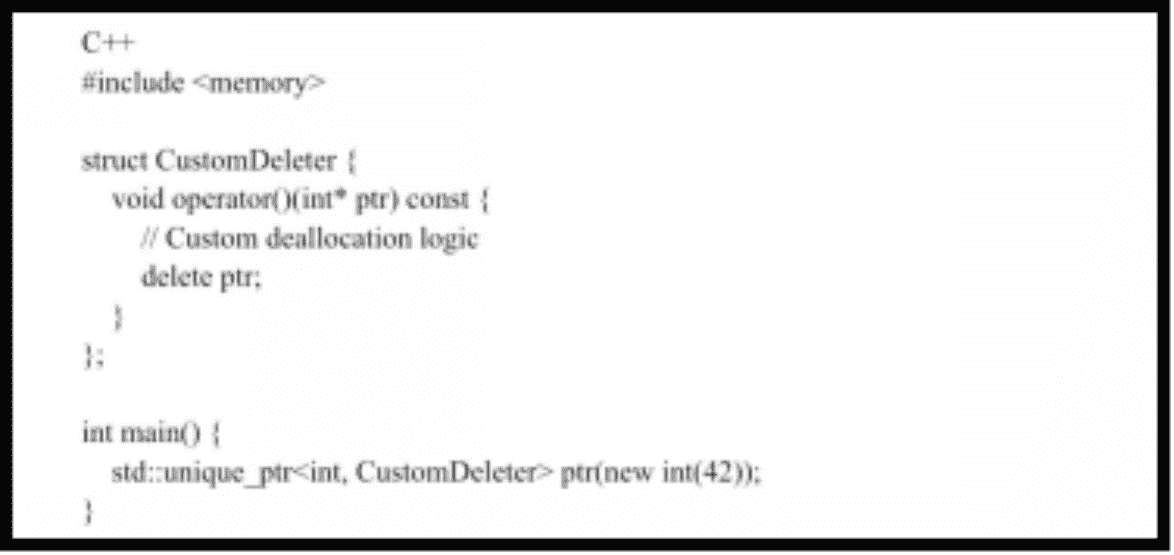 C++
#include <memory>
struct CustomDeleter {
void operator()(int* ptr) const {
// Custom deallocation logic
delete ptr;
}
};
int main() {
std::unique_ptr<int, CustomDeleter> ptr(new int(42));
}